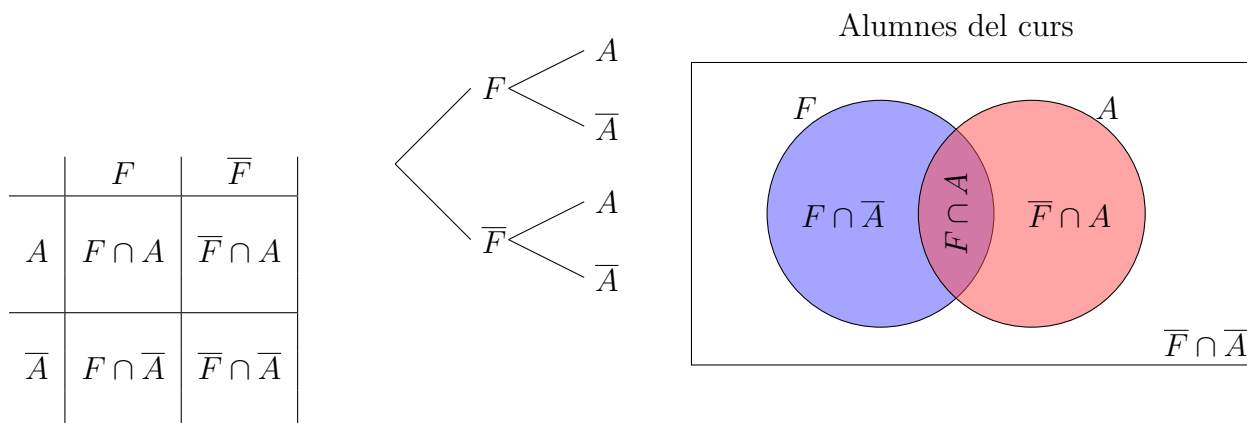 F F̅
A F ∩ A F̅ ∩ A
A̅ F ∩ A̅ F̅ ∩ A̅
A
F
A̅
A
F̅
A̅
Alumnes del curs
F A
F ∩ A̅ F ∩ A F̅ ∩ A
F̅ ∩ A̅